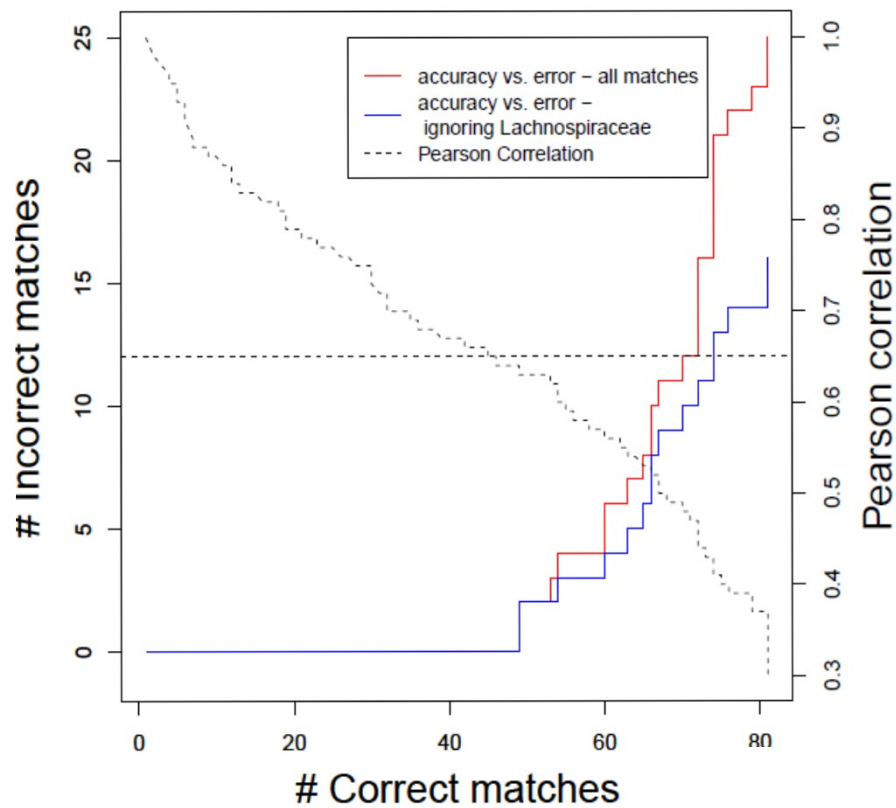 25
20
15
10
5
0
# Incorrect matches
accuracy vs. error – all matches
accuracy vs. error –
ignoring Lachnospiraceae
Pearson Correlation
1.0
0.9
0.8
0.7
0.6
0.5
0.4
0.3
Pearson correlation
0 20 40 60 80
# Correct matches